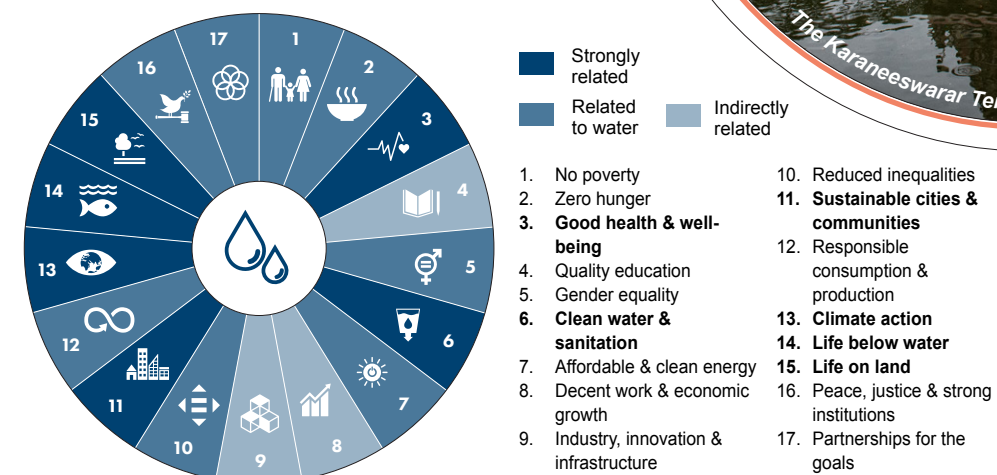 17
1
16
2
15
3
14
4
13
5
12
6
11
7
10
8
9
Strongly
related
Related
to water
Indirectly
related
The Karaneeswarar
1. No poverty
2. Zero hunger
3. Good health & well-
being
4. Quality education
5. Gender equality
6. Clean water &
sanitation
7. Affordable & clean energy
8. Decent work & economic
growth
9. Industry, innovation &
infrastructure
10. Reduced inequalities
11. Sustainable cities &
communities
12. Responsible
consumption &
production
13. Climate action
14. Life below water
15. Life on land
16. Peace, justice & strong
institutions
17. Partnerships for the
goals